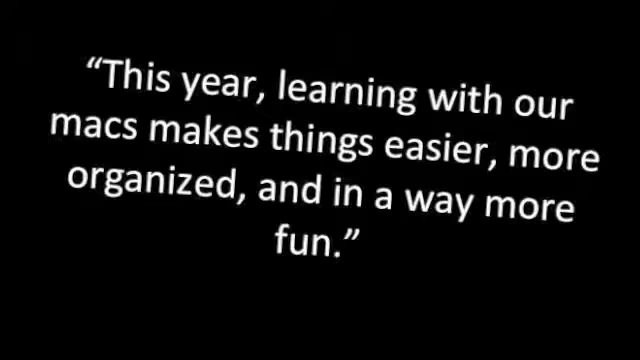 “This year, learning with our
macs makes things easier, more
organized, and in a way more
fun.”